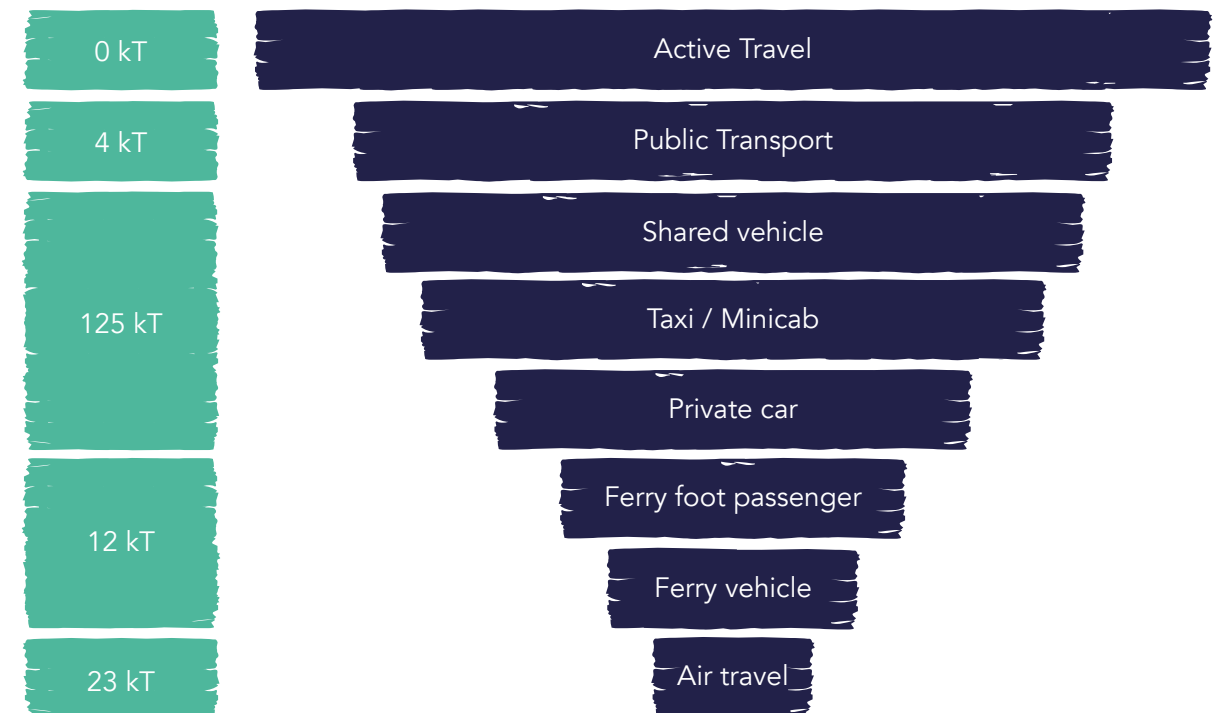 0 kT
Active Travel
4 kT
Public Transport
Shared vehicle
125 kT
Taxi / Minicab
Private car
Ferry foot passenger
12 kT
Ferry vehicle
23 kT
Air travel